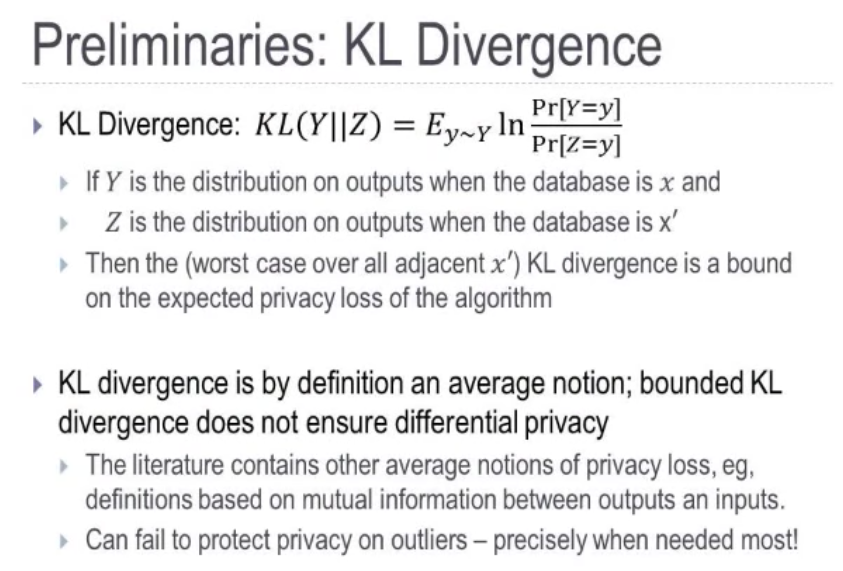 Preliminaries: KL Divergence
KL Divergence: KL(Y||Z) = E_{y~Y} ln Pr[Y=y]/Pr[Z=y]
If Y is the distribution on outputs when the database is x and
Z is the distribution on outputs when the database is x′
Then the (worst case over all adjacent x′) KL divergence is a bound
on the expected privacy loss of the algorithm
KL divergence is by definition an average notion; bounded KL
divergence does not ensure differential privacy
The literature contains other average notions of privacy loss, eg,
definitions based on mutual information between outputs an inputs.
Can fail to protect privacy on outliers – precisely when needed most!